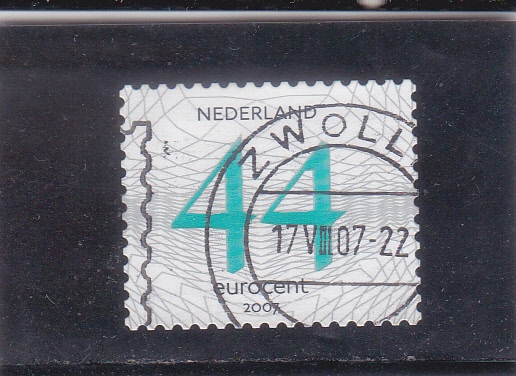 NEDERLAND
ZWOLL
44
17 VIII 07-22
eurocent
2007